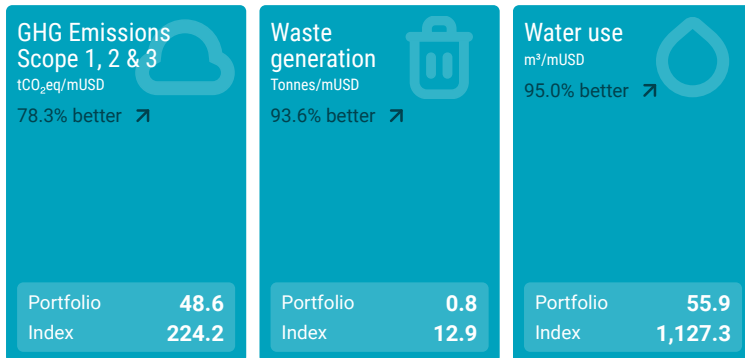 GHG Emissions
Scope 1, 2 & 3
tCO₂eq/mUSD
78.3% better
Portfolio 48.6
Index 224.2
Waste
generation
Tonnes/mUSD
93.6% better
Portfolio 0.8
Index 12.9
Water use
m³/mUSD
95.0% better
Portfolio 55.9
Index 1,127.3